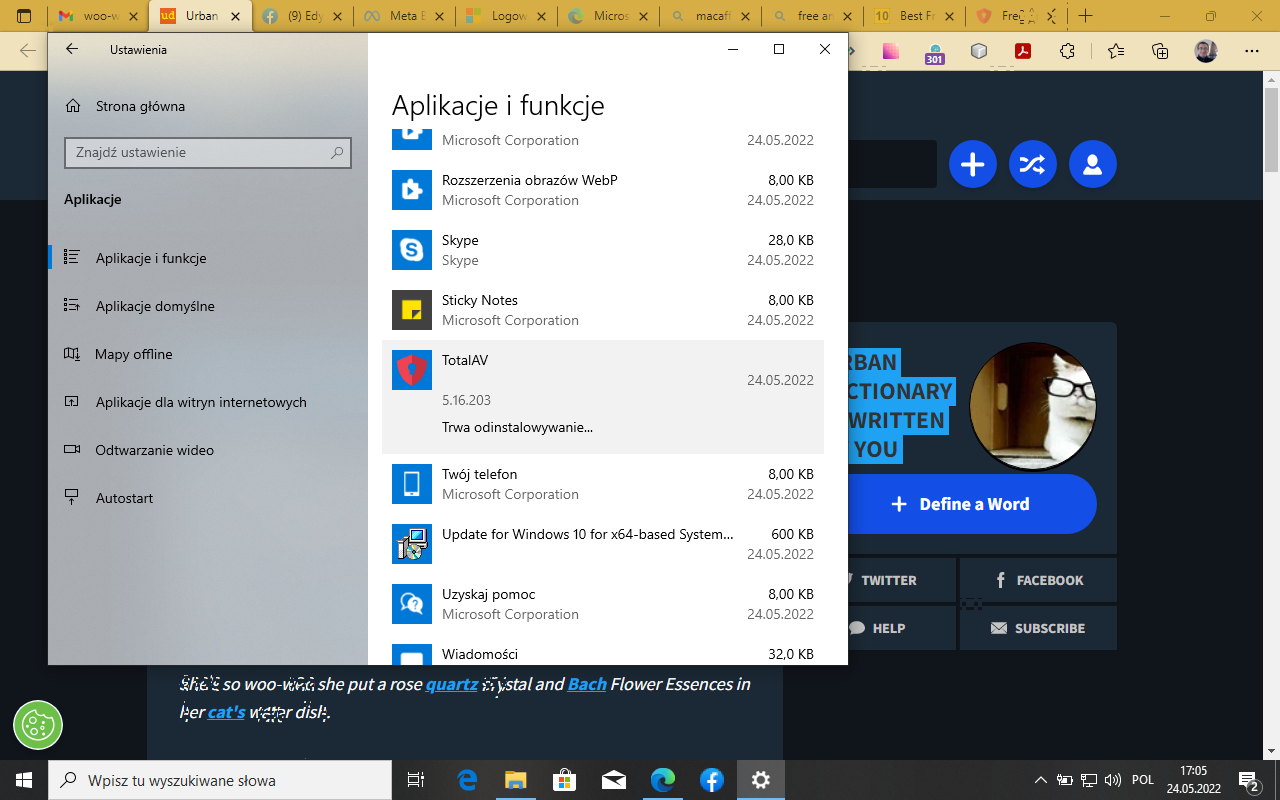 woo-w
Urban
(9) Edy
Meta B
Logow
Micros
macaff
free an
Best Fr
Fre
Ustawienia
301
Strona główna
Znajdź ustawienie
Aplikacje
Aplikacje i funkcje
Aplikacje domyślne
Mapy offline
Aplikacje dla witryn internetowych
Odtwarzanie wideo
Autostart
Aplikacje i funkcje
Microsoft Corporation 24.05.2022
Rozszerzenia obrazów WebP 8,00 KB
Microsoft Corporation 24.05.2022
Skype 28,0 KB
Skype 24.05.2022
Sticky Notes 8,00 KB
Microsoft Corporation 24.05.2022
TotalAV
24.05.2022
5.16.203
Trwa odinstalowywanie...
Twój telefon 8,00 KB
Microsoft Corporation 24.05.2022
Update for Windows 10 for x64-based System... 600 KB
24.05.2022
Uzyskaj pomoc 8,00 KB
Microsoft Corporation 24.05.2022
Wiadomości 32,0 KB
RBAN
CTIONARY
WRITTEN
YOU
Define a Word
TWITTER
FACEBOOK
HELP
SUBSCRIBE
She's so woo-woo she put a rose quartz crystal and Bach Flower Essences in
her cat's water dish.
Wpisz tu wyszukiwane słowa
POL
17:05
24.05.2022
2